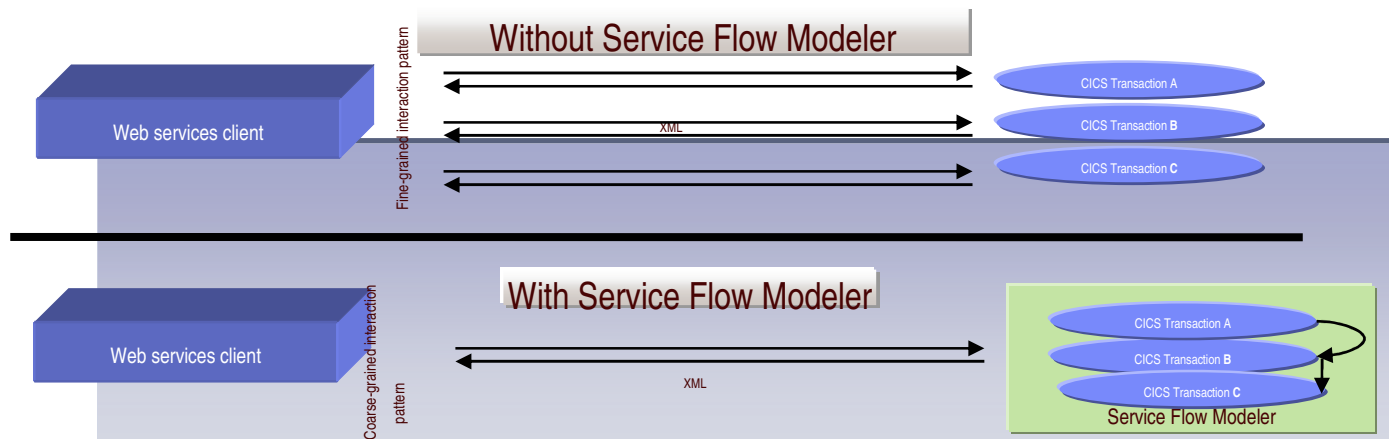 Without Service Flow Modeler
Web services client
Fine-grained interaction pattern
XML
CICS Transaction A
CICS Transaction B
CICS Transaction C
With Service Flow Modeler
Web services client
Coarse-grained interaction
pattern
XML
CICS Transaction A
CICS Transaction B
CICS Transaction C
Service Flow Modeler